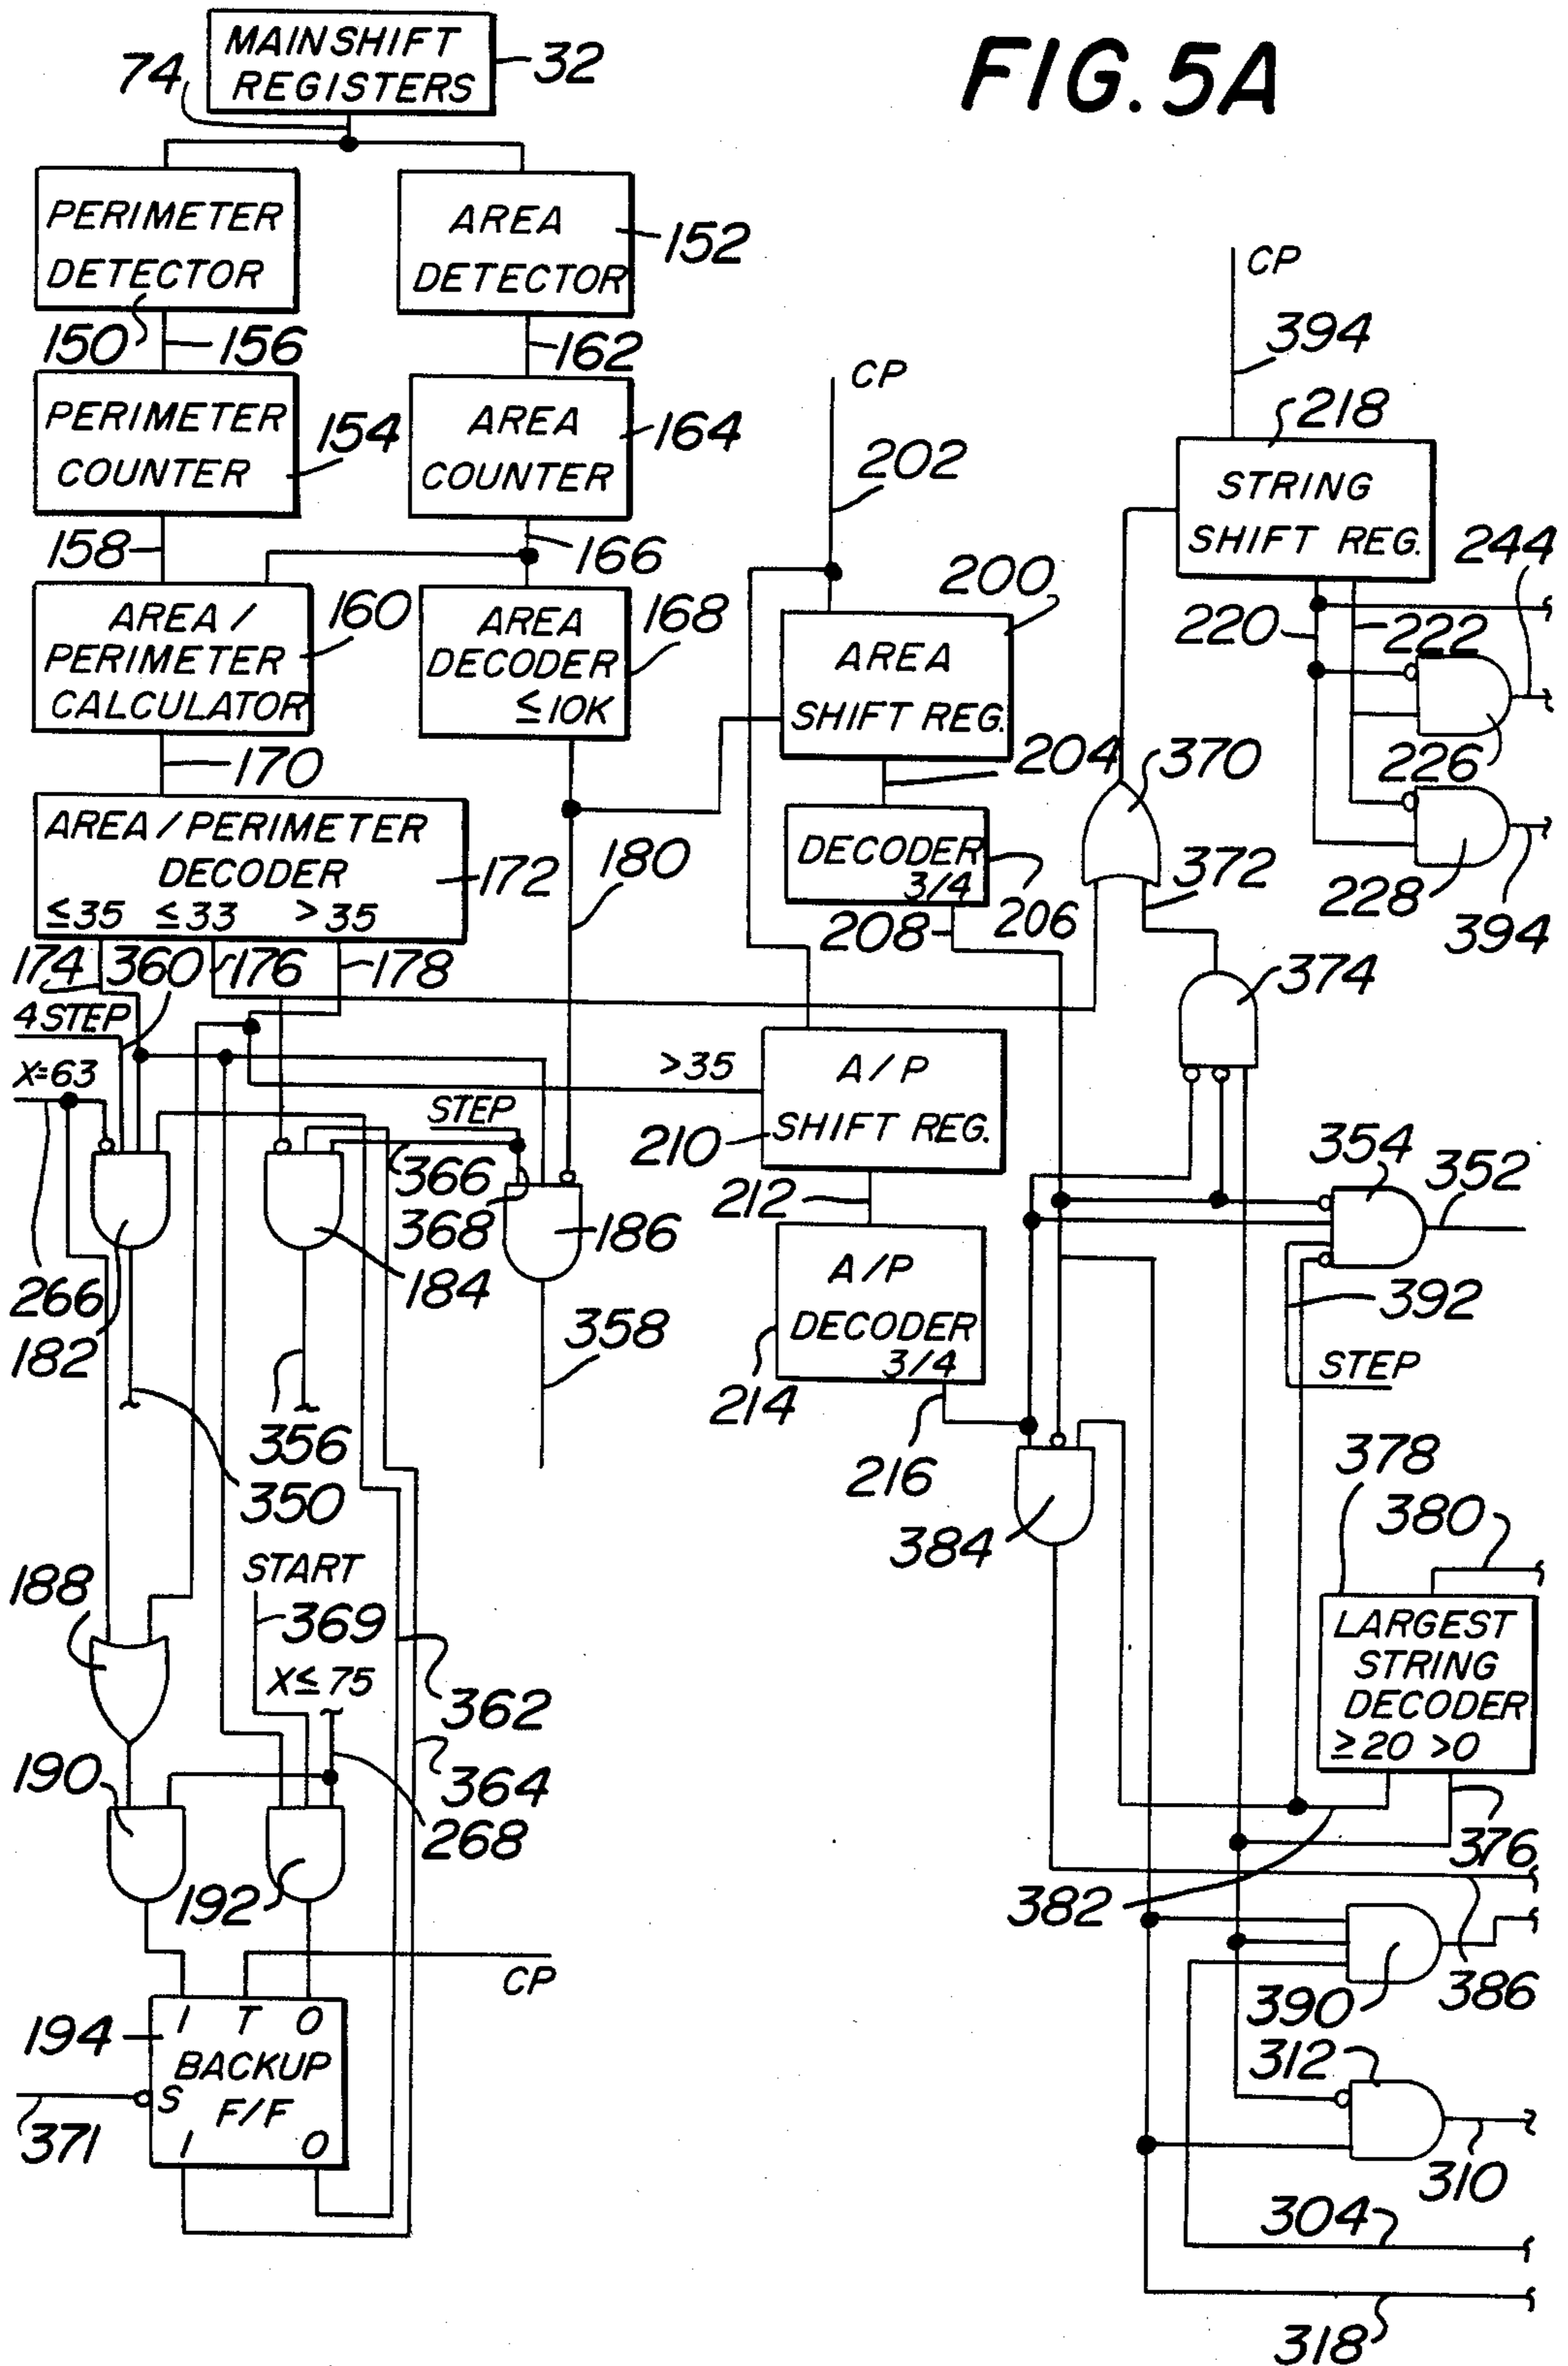 FIG. 5A
MAINSHIFT
REGISTERS
32
74
PERIMETER
DETECTOR
150
156
AREA
DETECTOR
152
162
PERIMETER
COUNTER
154
158
AREA
COUNTER
164
166
AREA /
PERIMETER
CALCULATOR
160
170
AREA
DECODER
≤ 10K
168
AREA / PERIMETER
DECODER
≤35 ≤33 >35
172
174
360
176
178
180
CP
202
200
AREA
SHIFT REG.
204
DECODER
3/4
206
208
CP
394
218
STRING
SHIFT REG.
244
220
222
226
228
394
370
372
374
4 STEP
X=63
STEP
>35
A/P
SHIFT REG.
210
212
A/P
DECODER
3/4
214
216
266
182
366
368
184
186
358
356
350
354
352
392
STEP
384
378
380
LARGEST
STRING
DECODER
≥20 >0
376
382
188
START
369
X≤75
362
364
268
190
192
CP
194
1 T 0
BACKUP
S F/F
1 0
371
390
386
312
310
304
318